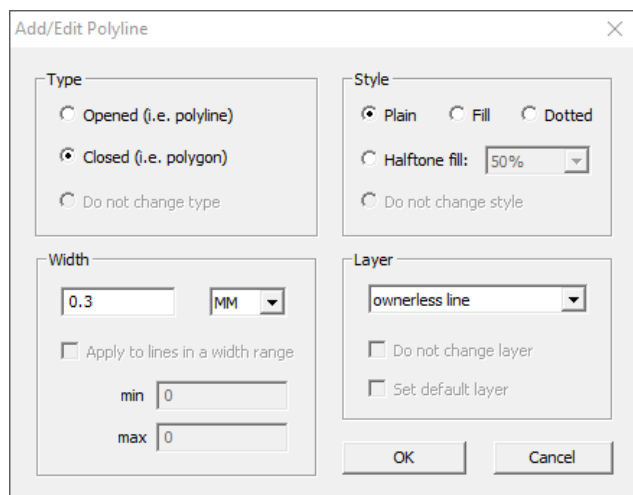 Add/Edit Polyline
Type
Opened (i.e. polyline)
Closed (i.e. polygon)
Do not change type
Style
Plain Fill Dotted
Halftone fill: 50%
Do not change style
Width
0.3 MM
Apply to lines in a width range
min 0
max 0
Layer
ownerless line
Do not change layer
Set default layer
OK Cancel